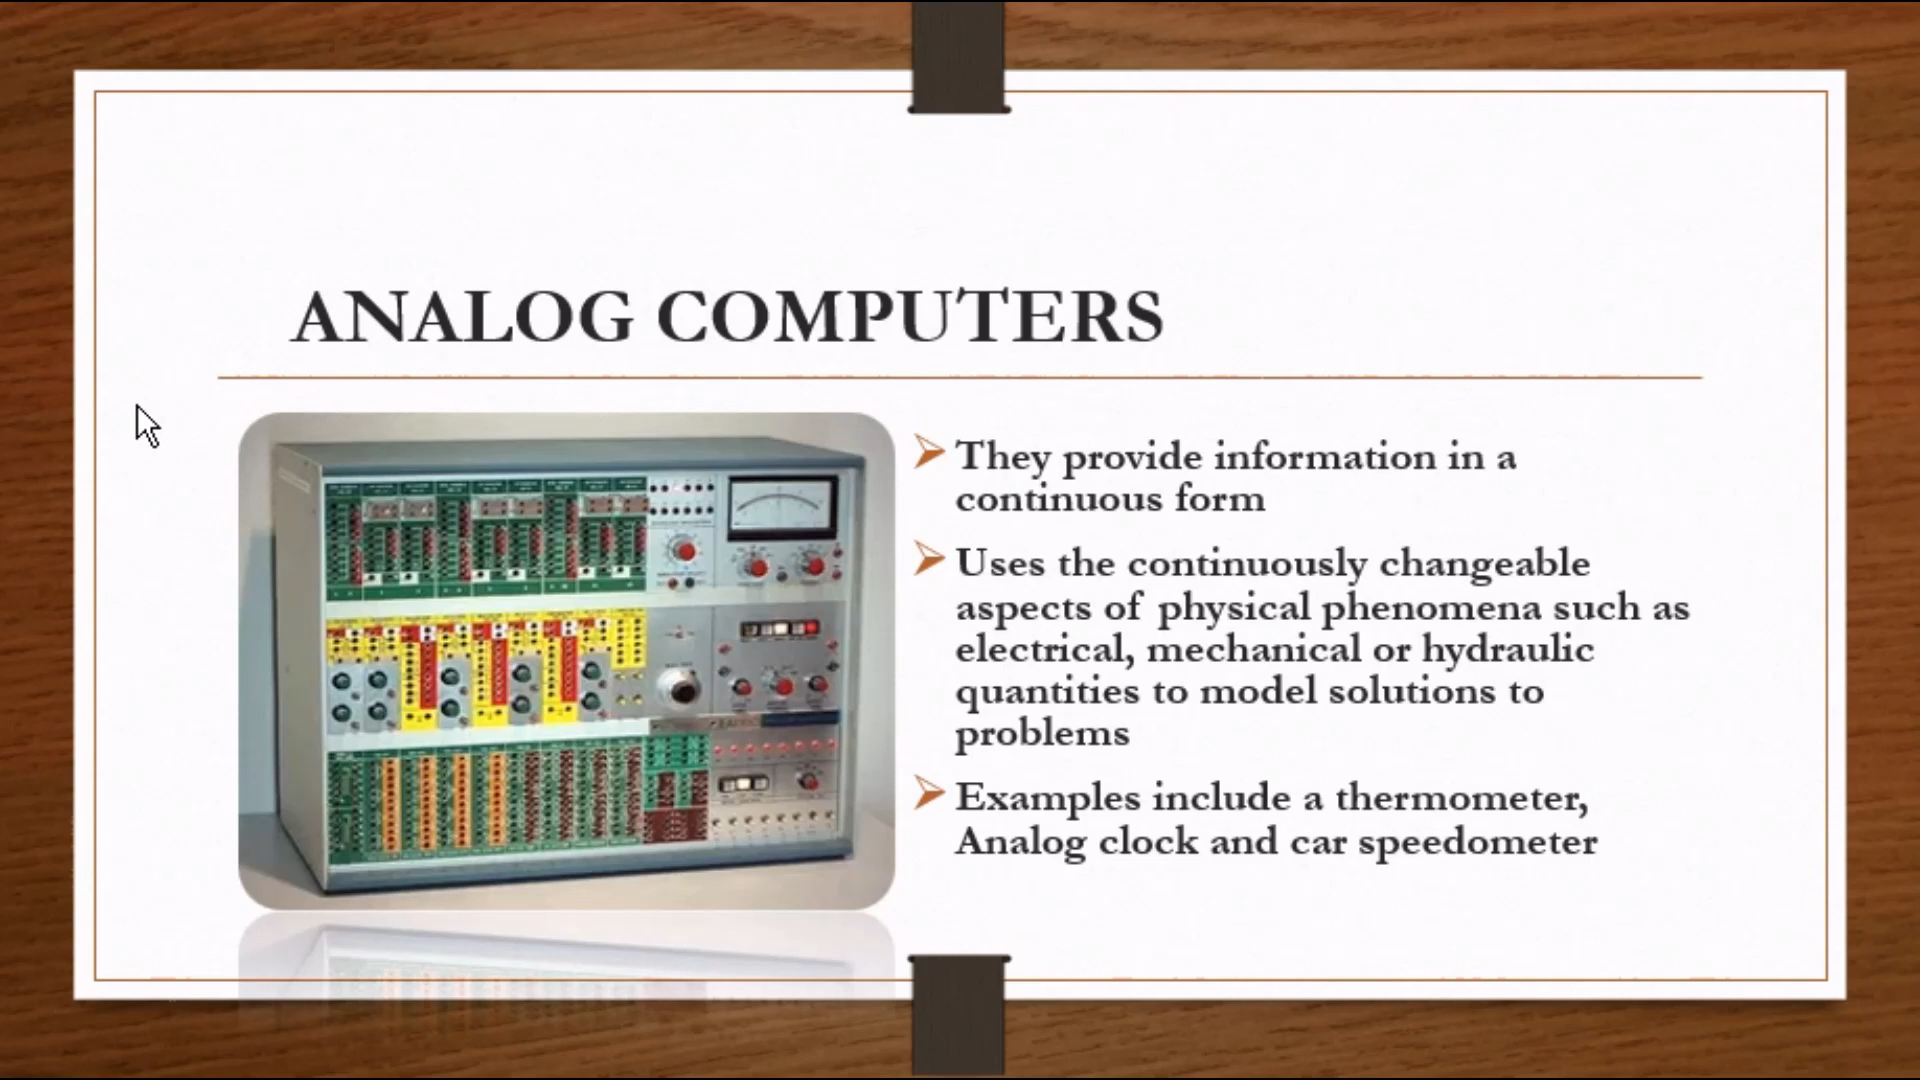 ANALOG COMPUTERS
They provide information in a
continuous form
Uses the continuously changeable
aspects of physical phenomena such as
electrical, mechanical or hydraulic
quantities to model solutions to
problems
Examples include a thermometer,
Analog clock and car speedometer